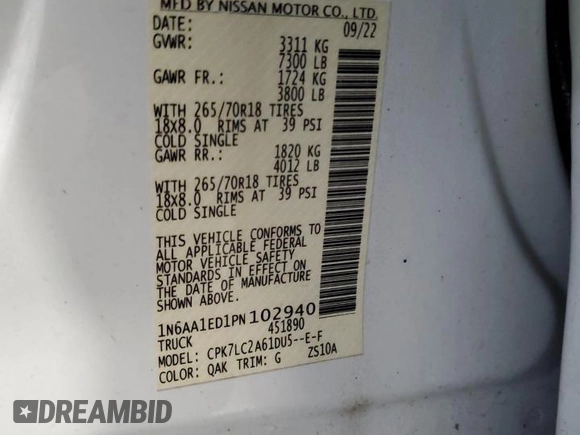 MFD BY NISSAN MOTOR CO., LTD.
DATE: 09/22
GVWR: 3311 KG
7300 LB
GAWR FR.: 1724 KG
3800 LB
WITH 265/70R18 TIRES
18X8.0 RIMS AT 39 PSI
COLD SINGLE
GAWR RR.: 1820 KG
4012 LB
WITH 265/70R18 TIRES
18X8.0 RIMS AT 39 PSI
COLD SINGLE
THIS VEHICLE CONFORMS TO
ALL APPLICABLE FEDERAL
MOTOR VEHICLE SAFETY
STANDARDS IN EFFECT ON
THE DATE OF MANUFACTURE
SHOWN ABOVE.
1N6AA1ED1PN102940
TRUCK 451890
MODEL: CPK7LC2A61DU5--E-F
COLOR: QAK TRIM: G ZS10A
DREAMBID